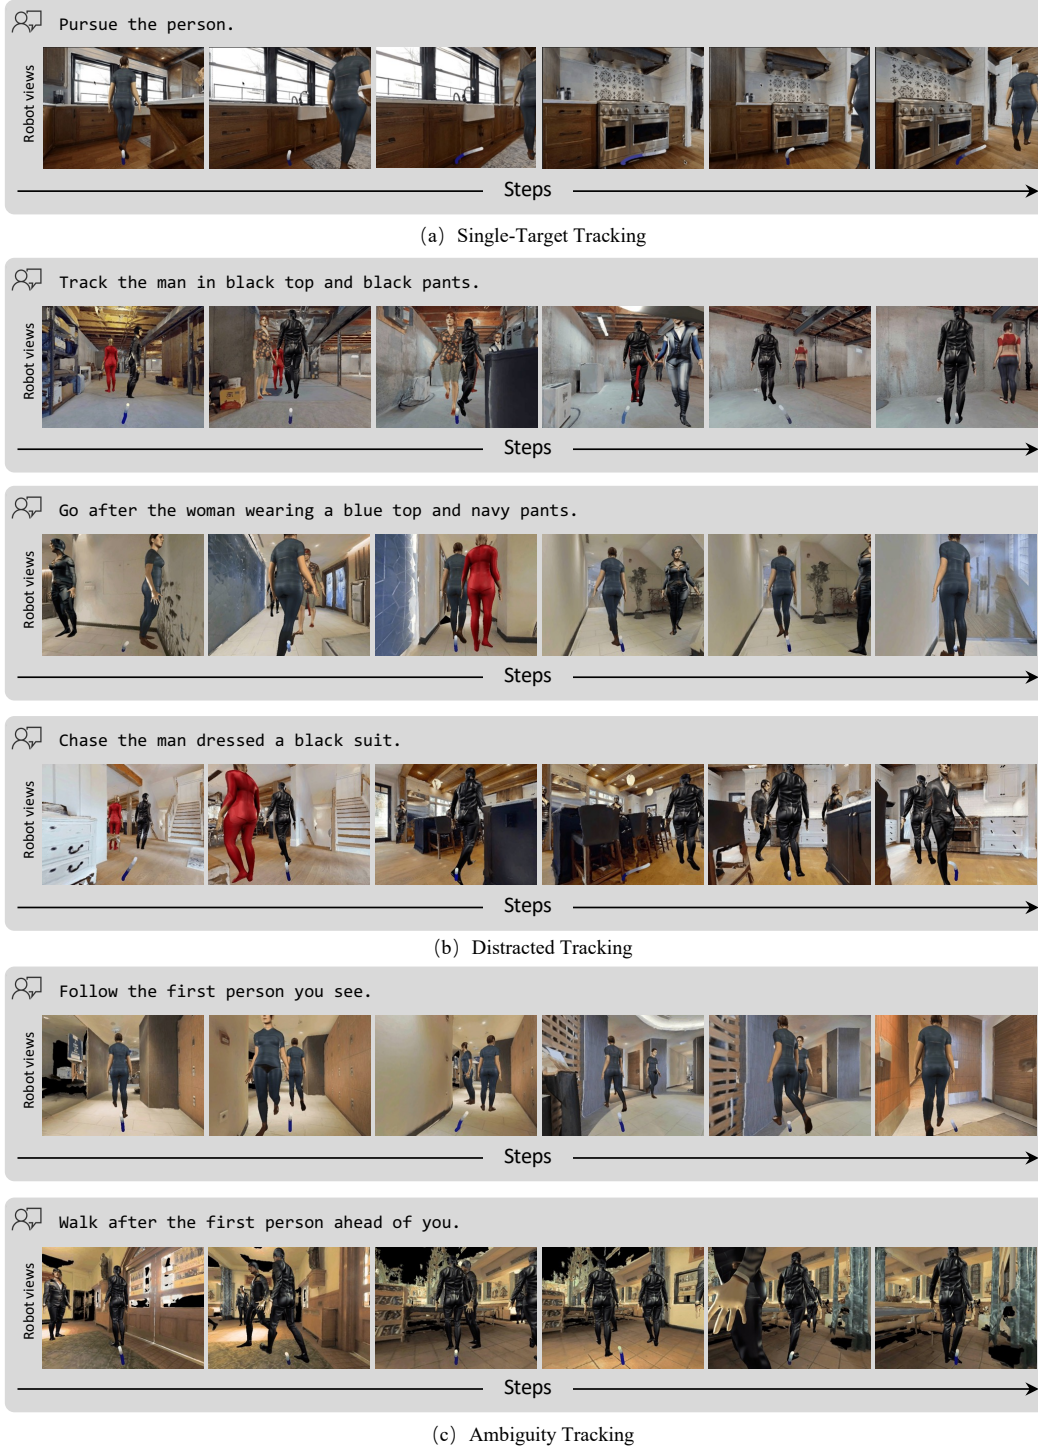 Pursue the person.
Robot views
Steps
(a) Single-Target Tracking
Track the man in black top and black pants.
Robot views
Steps
Go after the woman wearing a blue top and navy pants.
Robot views
Steps
Chase the man dressed a black suit.
Robot views
Steps
(b) Distracted Tracking
Follow the first person you see.
Robot views
Steps
Walk after the first person ahead of you.
Robot views
Steps
(c) Ambiguity Tracking